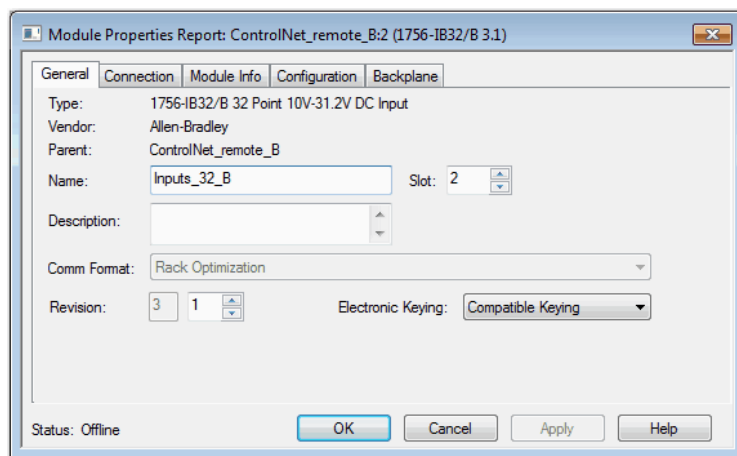 Module Properties Report: ControlNet_remote_B:2 (1756-IB32/B 3.1)
General Connection Module Info Configuration Backplane
Type: 1756-IB32/B 32 Point 10V-31.2V DC Input
Vendor: Allen-Bradley
Parent: ControlNet_remote_B
Name: Inputs_32_B Slot: 2
Description:
Comm Format: Rack Optimization
Revision: 3 1 Electronic Keying: Compatible Keying
Status: Offline OK Cancel Apply Help